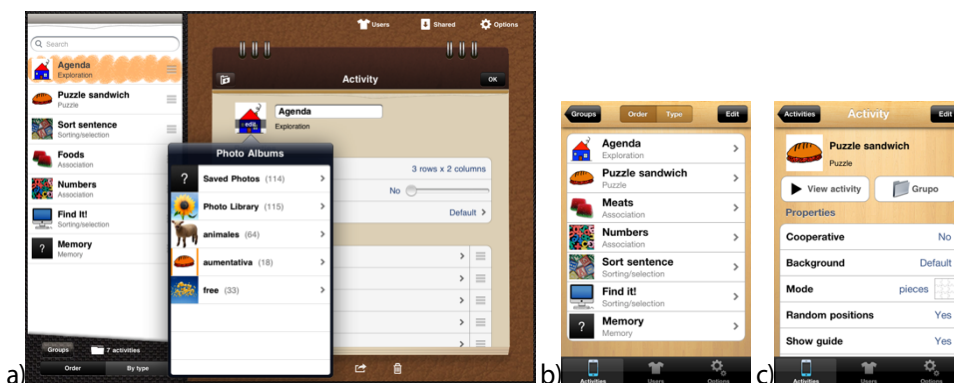 Users Shared Options
Search
Agenda
Exploration
Puzzle sandwich
Puzzle
Sort sentence
Sorting/selection
Foods
Association
Numbers
Association
Find It!
Sorting/selection
?
Memory
Memory
Groups 7 activities
Order By type
Activity OK
edit
Agenda
Exploration
3 rows x 2 columns
No
Default
Photo Albums
?
Saved Photos (114)
Photo Library (115)
animales (64)
aumentativa (18)
free (33)
a)
Groups Order Type Edit
Agenda
Exploration
Puzzle sandwich
Puzzle
Meats
Association
Numbers
Association
Sort sentence
Sorting/selection
Find it!
Sorting/selection
?
Memory
Memory
Activities Users Options
b)
Activities Activity Edit
Puzzle sandwich
Puzzle
View activity Grupo
Properties
Cooperative No
Background Default
Mode pieces
Random positions Yes
Show guide Yes
Activities Users Options
c)